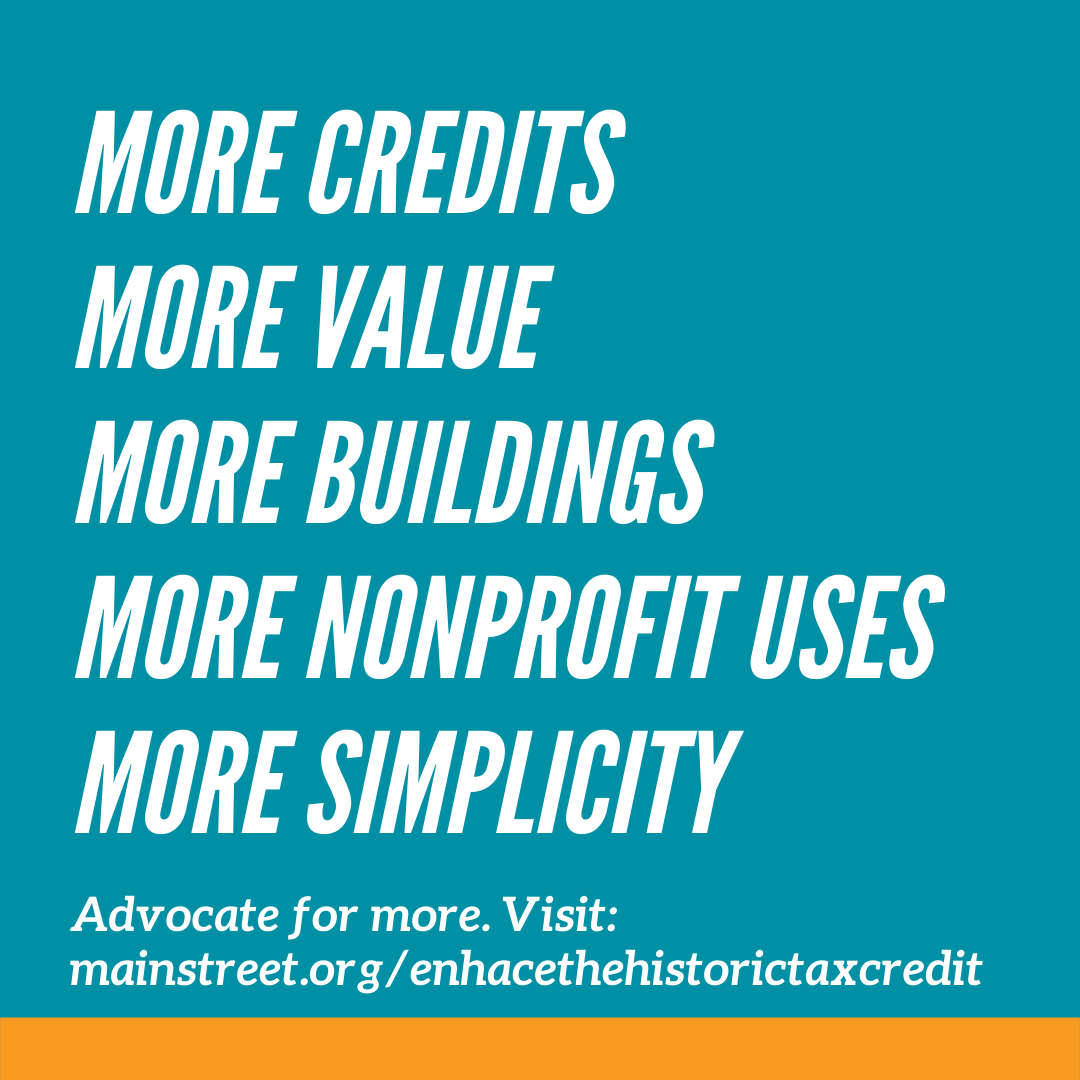 MORE CREDITS
MORE VALUE
MORE BUILDINGS
MORE NONPROFIT USES
MORE SIMPLICITY
Advocate for more. Visit:
mainstreet.org/enhacethehistorictaxcredit